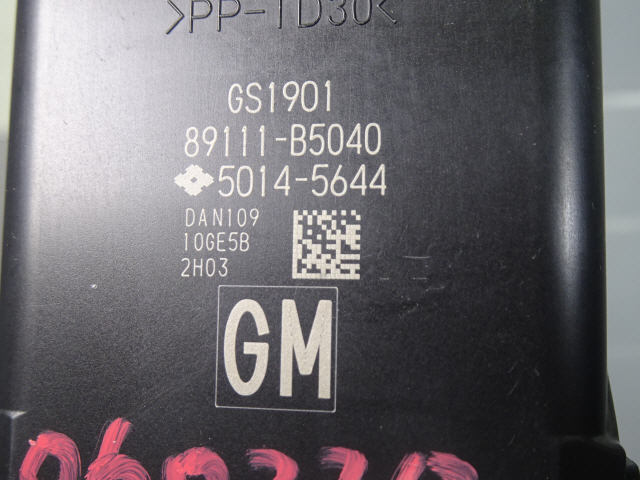 >PP-TD30<
GS1901
89111-B5040
5014-5644
DAN109
10GE5B
2H03
GM